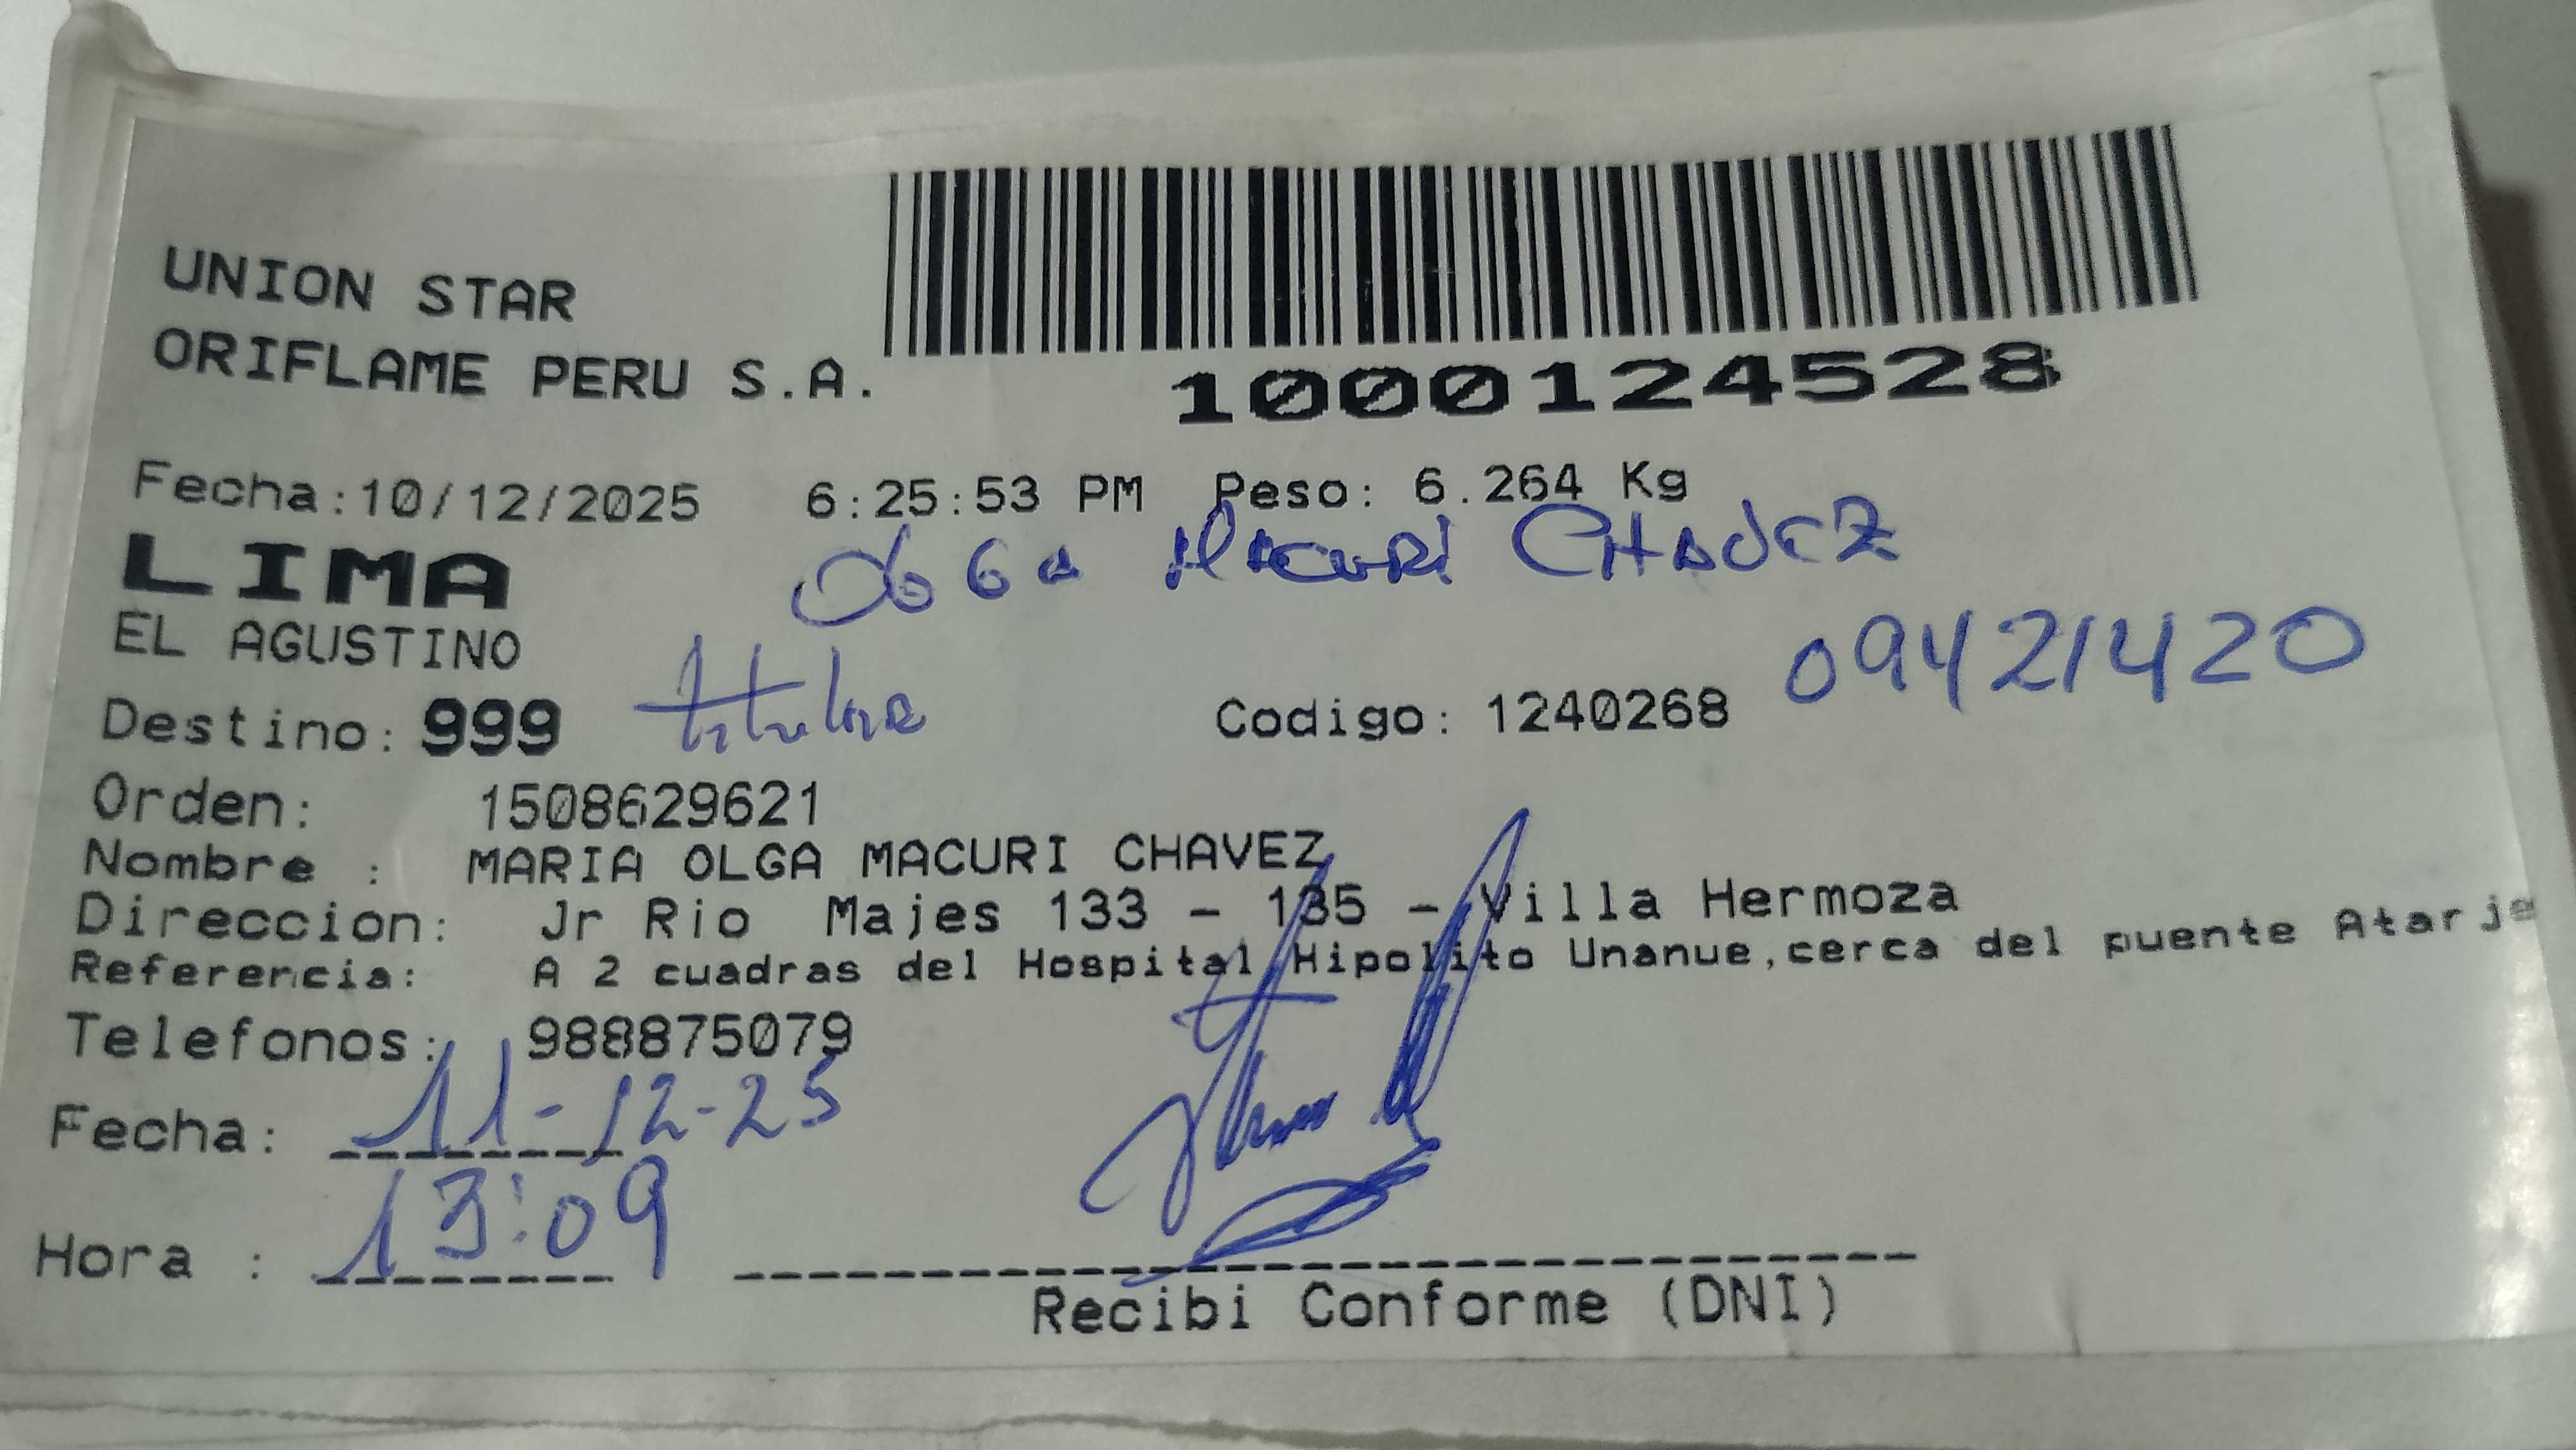 UNION STAR
ORIFLAME PERU S.A.
1000124528
Fecha:10/12/2025 6:25:53 PM Peso: 6.264 Kg
LIMA
Olga Macuri CHAVEZ
EL AGUSTINO
09421420
Destino: 999 titular Codigo: 1240268
Orden: 1508629621
Nombre : MARIA OLGA MACURI CHAVEZ
Direccion: Jr Rio Majes 133 - 135 - Villa Hermoza
Referencia: A 2 cuadras del Hospital Hipolito Unanue,cerca del puente Atarje
Telefonos: 988875079
Fecha: 11-12-25
Hora : 13:09
Recibi Conforme (DNI)